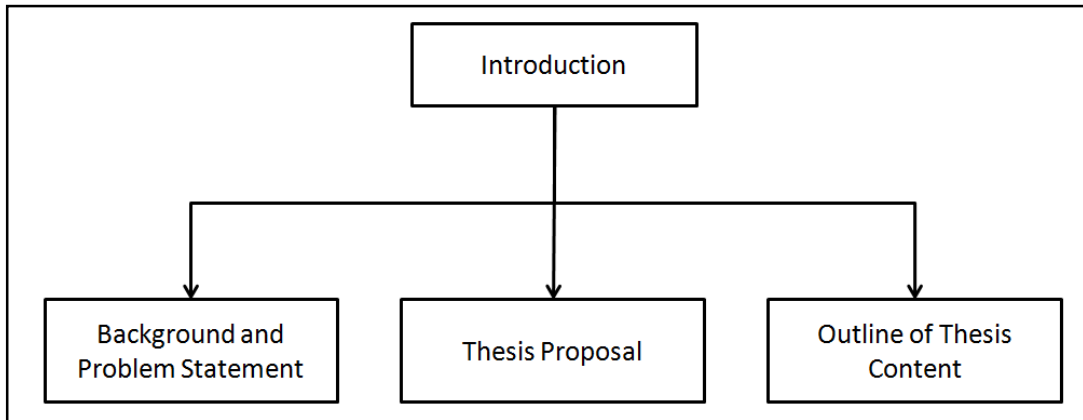 Introduction
Background and
Problem Statement
Thesis Proposal
Outline of Thesis
Content